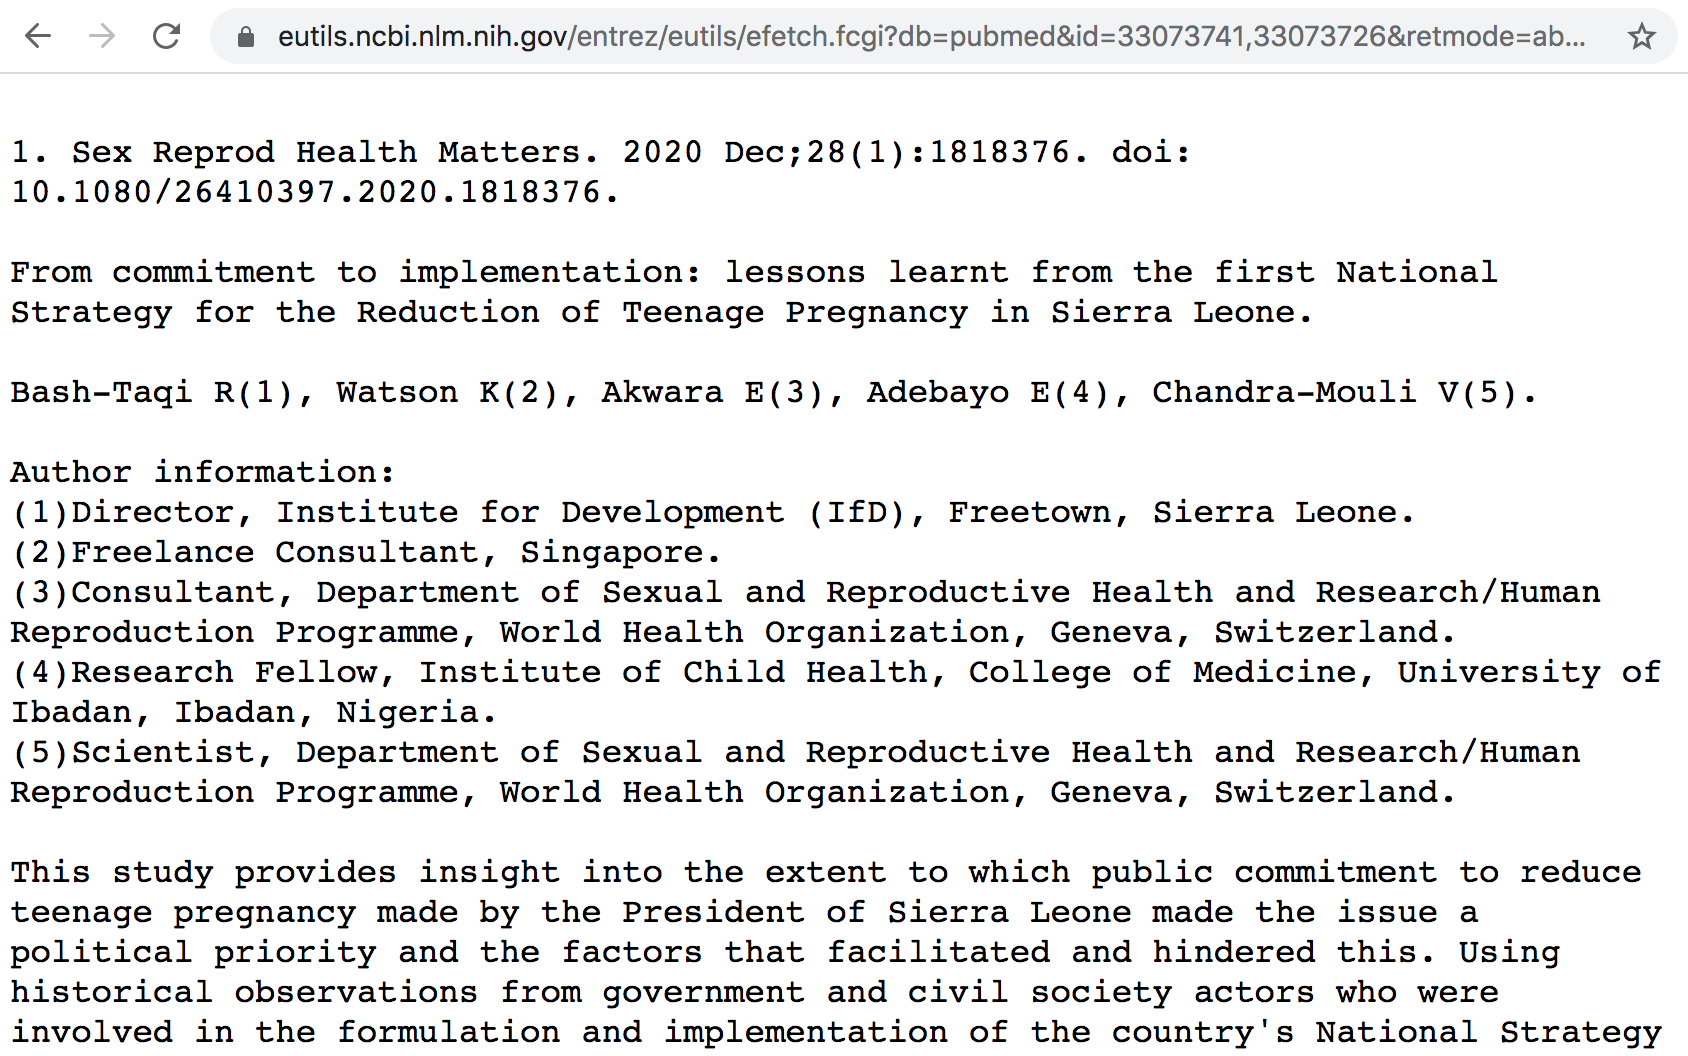 eutils.ncbi.nlm.nih.gov/entrez/eutils/efetch.fcgi?db=pubmed&id=33073741,33073726&retmode=ab...
1. Sex Reprod Health Matters. 2020 Dec;28(1):1818376. doi:
10.1080/26410397.2020.1818376.
From commitment to implementation: lessons learnt from the first National
Strategy for the Reduction of Teenage Pregnancy in Sierra Leone.
Bash-Taqi R(1), Watson K(2), Akwara E(3), Adebayo E(4), Chandra-Mouli V(5).
Author information:
(1)Director, Institute for Development (IfD), Freetown, Sierra Leone.
(2)Freelance Consultant, Singapore.
(3)Consultant, Department of Sexual and Reproductive Health and Research/Human
Reproduction Programme, World Health Organization, Geneva, Switzerland.
(4)Research Fellow, Institute of Child Health, College of Medicine, University of
Ibadan, Ibadan, Nigeria.
(5)Scientist, Department of Sexual and Reproductive Health and Research/Human
Reproduction Programme, World Health Organization, Geneva, Switzerland.
This study provides insight into the extent to which public commitment to reduce
teenage pregnancy made by the President of Sierra Leone made the issue a
political priority and the factors that facilitated and hindered this. Using
historical observations from government and civil society actors who were
involved in the formulation and implementation of the country's National Strategy